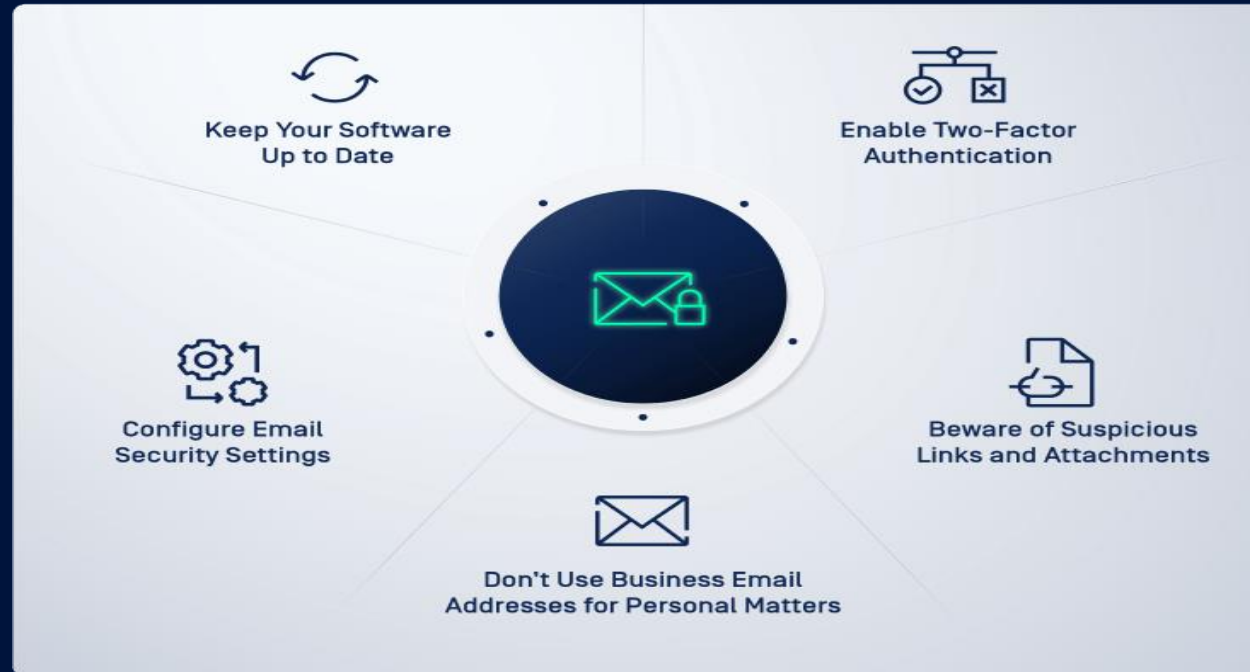 Keep Your Software
Up to Date
Enable Two-Factor
Authentication
Configure Email
Security Settings
Beware of Suspicious
Links and Attachments
Don't Use Business Email
Addresses for Personal Matters